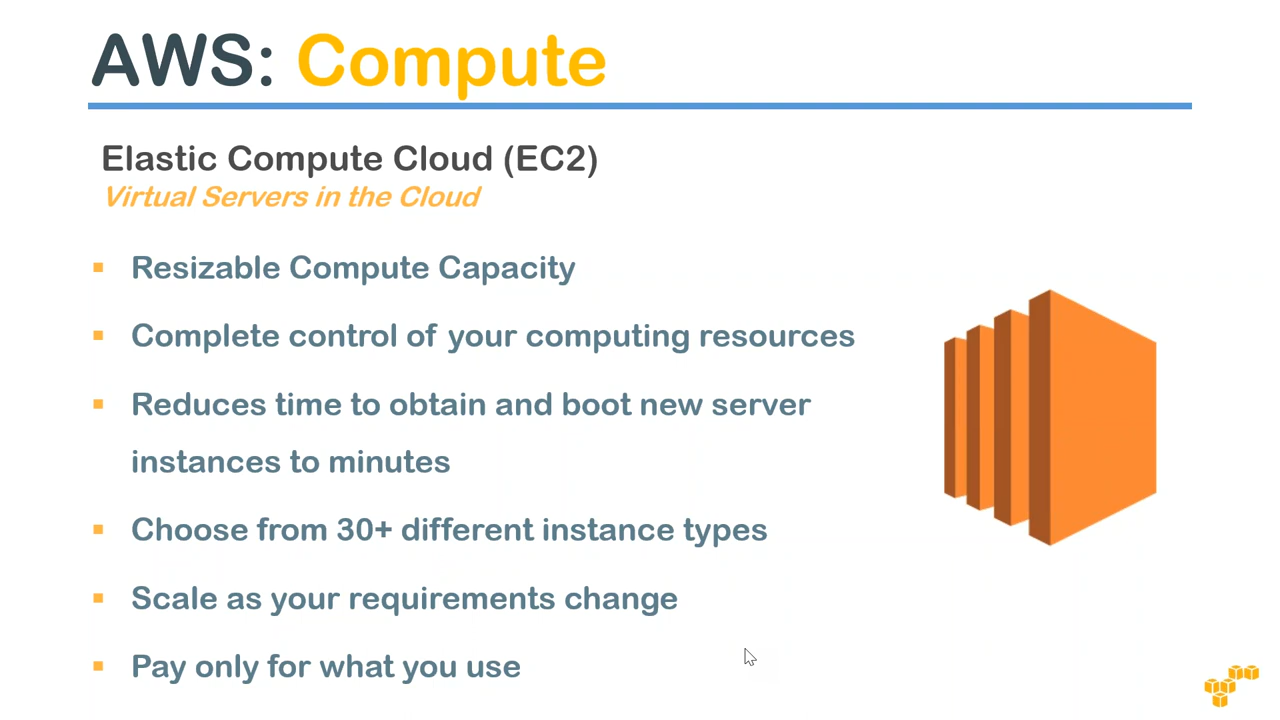 AWS: Compute
Elastic Compute Cloud (EC2)
Virtual Servers in the Cloud
Resizable Compute Capacity
Complete control of your computing resources
Reduces time to obtain and boot new server
instances to minutes
Choose from 30+ different instance types
Scale as your requirements change
Pay only for what you use